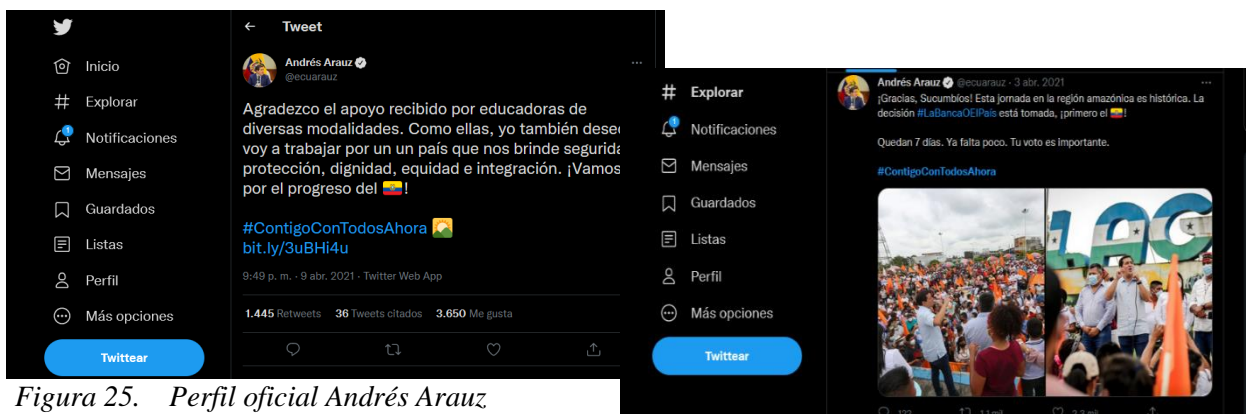 Inicio
Explorar
Notificaciones
1
Mensajes
Guardados
Listas
Perfil
Más opciones
Twittear
← Tweet
Andrés Arauz
@ecuarauz
Agradezco el apoyo recibido por educadoras de
diversas modalidades. Como ellas, yo también dese
voy a trabajar por un un país que nos brinde segurida
protección, dignidad, equidad e integración. ¡Vamos
por el progreso del 🇪🇨!
#ContigoConTodosAhora
bit.ly/3uBHi4u
9:49 p. m. · 9 abr. 2021 · Twitter Web App
1.445 Retweets 36 Tweets citados 3.650 Me gusta
Explorar
Notificaciones
1
Mensajes
Guardados
Listas
Perfil
Más opciones
Twittear
Andrés Arauz @ecuarauz · 3 abr. 2021
¡Gracias, Sucumbíos! Esta jornada en la región amazónica es histórica. La
decisión #LaBancaOElPaís está tomada, ¡primero el 🇪🇨!
Quedan 7 días. Ya falta poco. Tu voto es importante.
#ContigoConTodosAhora
LAG
Figura 25. Perfil oficial Andrés Arauz